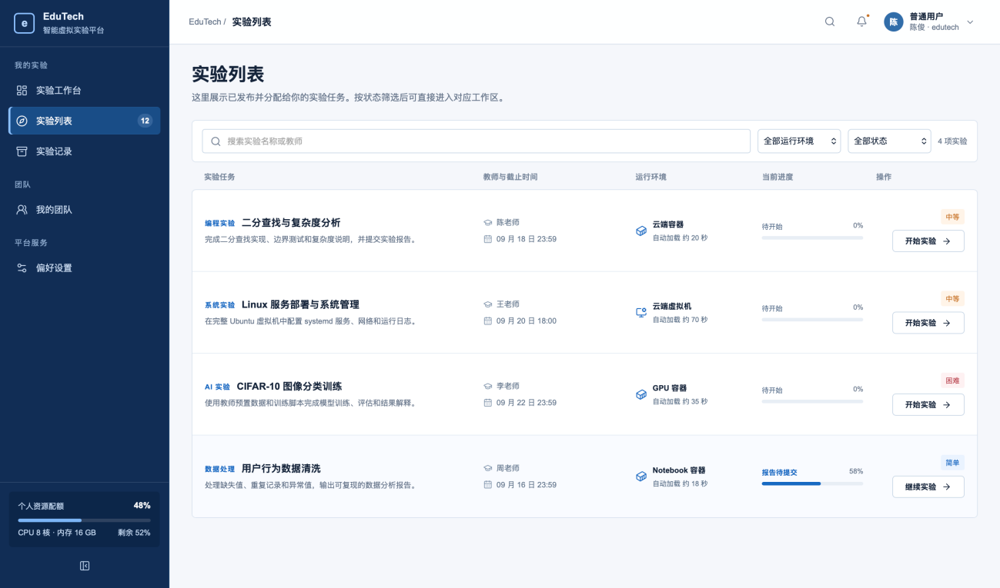 e
EduTech
智能虚拟实验平台
我的实验
实验工作台
实验列表 12
实验记录
团队
我的团队
平台服务
偏好设置
个人资源配额 48%
CPU 8 核 · 内存 16 GB 剩余 52%
EduTech / 实验列表
陈
普通用户
陈俊 · edutech
实验列表
这里展示已发布并分配给你的实验任务。按状态筛选后可直接进入对应工作区。
搜索实验名称或教师 全部运行环境 全部状态 4 项实验
实验任务 教师与截止时间 运行环境 当前进度 操作
编程实验 二分查找与复杂度分析
完成二分查找实现、边界测试和复杂度说明，并提交实验报告。
陈老师
09 月 18 日 23:59
云端容器
自动加载 约 20 秒
待开始 0%
中等
开始实验
系统实验 Linux 服务部署与系统管理
在完整 Ubuntu 虚拟机中配置 systemd 服务、网络和运行日志。
王老师
09 月 20 日 18:00
云端虚拟机
自动加载 约 70 秒
待开始 0%
中等
开始实验
AI 实验 CIFAR-10 图像分类训练
使用教师预置数据和训练脚本完成模型训练、评估和结果解释。
李老师
09 月 22 日 23:59
GPU 容器
自动加载 约 35 秒
待开始 0%
困难
开始实验
数据处理 用户行为数据清洗
处理缺失值、重复记录和异常值，输出可复现的数据分析报告。
周老师
09 月 16 日 23:59
Notebook 容器
自动加载 约 18 秒
报告待提交 58%
简单
继续实验